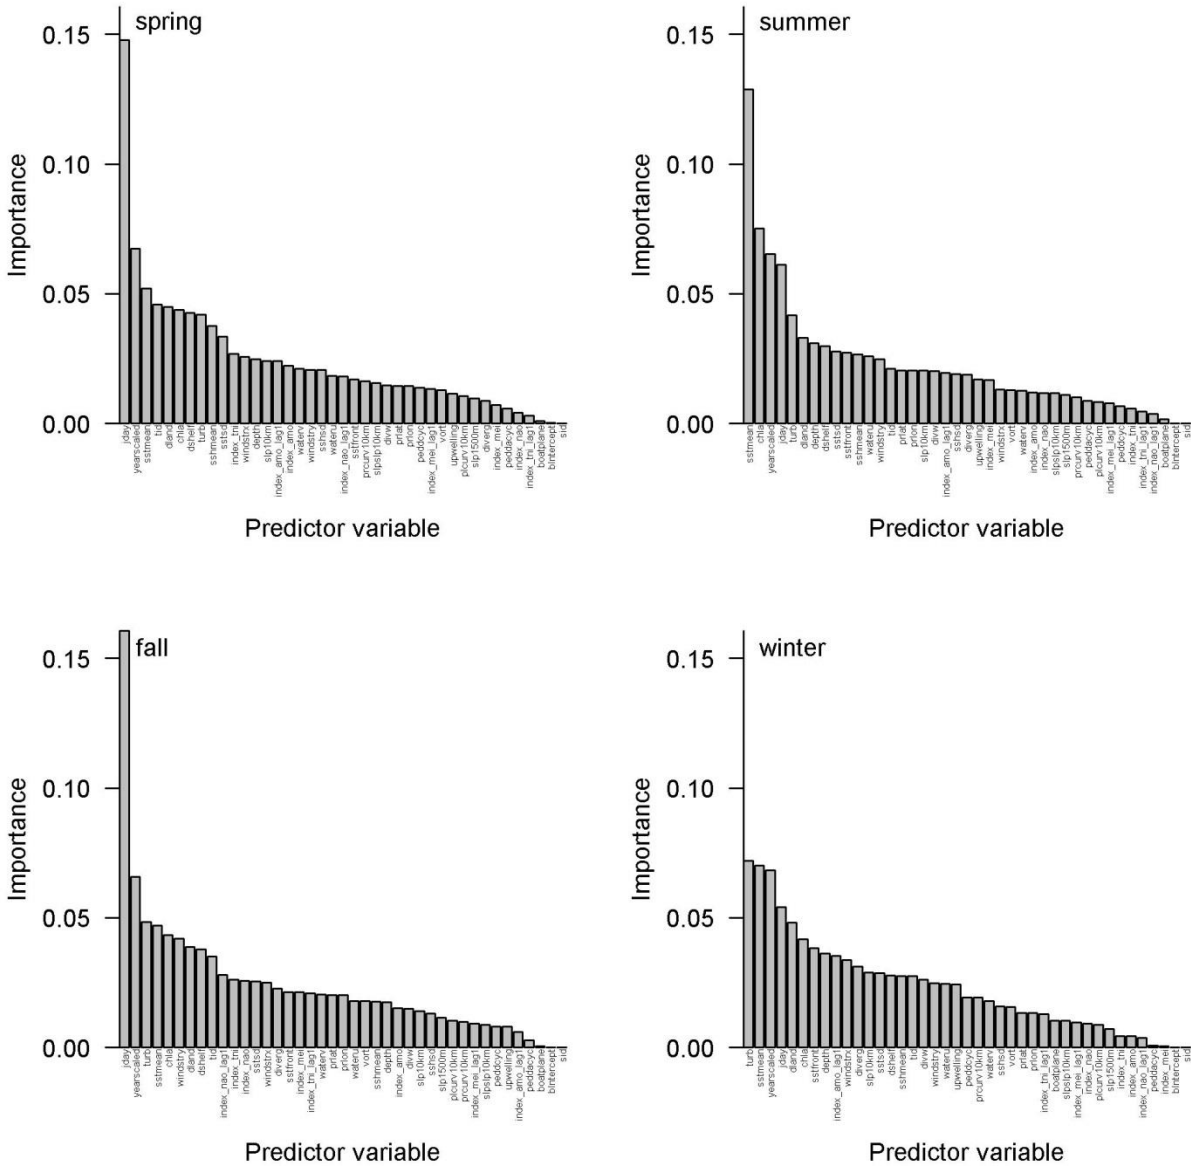 spring
0.15
0.10
0.05
0.00
Importance
jday
yearscaled
sstmean
tid
dland
chla
dshelf
turb
sshmean
sstsd
index_tni
windstrx
depth
slp10km
index_amo_lag1
index_amo
waterv
windstry
sshsd
wateru
index_nao_lag1
sstfront
prcurv10km
slpslp10km
divw
prlat
prlon
peddcyc
index_mei_lag1
vort
upwelling
plcurv10km
slp1500m
diverg
index_mei
peddacyc
index_nao
index_tni_lag1
boatplane
bIntercept
sid
Predictor variable
summer
0.15
0.10
0.05
0.00
Importance
sstmean
chla
yearscaled
jday
turb
dland
depth
dshelf
sstsd
sstfront
sshmean
wateru
windstry
tid
prlat
prlon
slp10km
divw
index_amo_lag1
sshsd
diverg
upwelling
index_mei
windstrx
vort
waterv
index_amo
index_nao
slpslp10km
slp1500m
prcurv10km
peddacyc
plcurv10km
index_mei_lag1
peddcyc
index_tni
index_tni_lag1
index_nao_lag1
boatplane
bIntercept
sid
Predictor variable
fall
0.15
0.10
0.05
0.00
Importance
jday
yearscaled
turb
sstmean
chla
windstry
dland
dshelf
tid
index_nao_lag1
index_tni
index_nao
sstsd
windstrx
diverg
sstfront
index_mei
index_tni_lag1
waterv
prlat
prlon
wateru
vort
sshmean
depth
index_amo
divw
slp10km
sshsd
slp1500m
plcurv10km
prcurv10km
index_mei_lag1
slpslp10km
peddcyc
upwelling
index_amo_lag1
peddacyc
boatplane
bIntercept
sid
Predictor variable
winter
0.15
0.10
0.05
0.00
Importance
turb
sstmean
yearscaled
jday
dland
chla
sstfront
depth
index_amo_lag1
windstrx
diverg
slp10km
sstsd
dshelf
sshmean
tid
divw
windstry
wateru
upwelling
peddcyc
prcurv10km
waterv
sshsd
vort
prlat
prlon
index_tni_lag1
boatplane
slpslp10km
index_mei_lag1
index_nao
plcurv10km
slp1500m
index_tni
index_amo
index_nao_lag1
peddacyc
index_mei
bIntercept
sid
Predictor variable